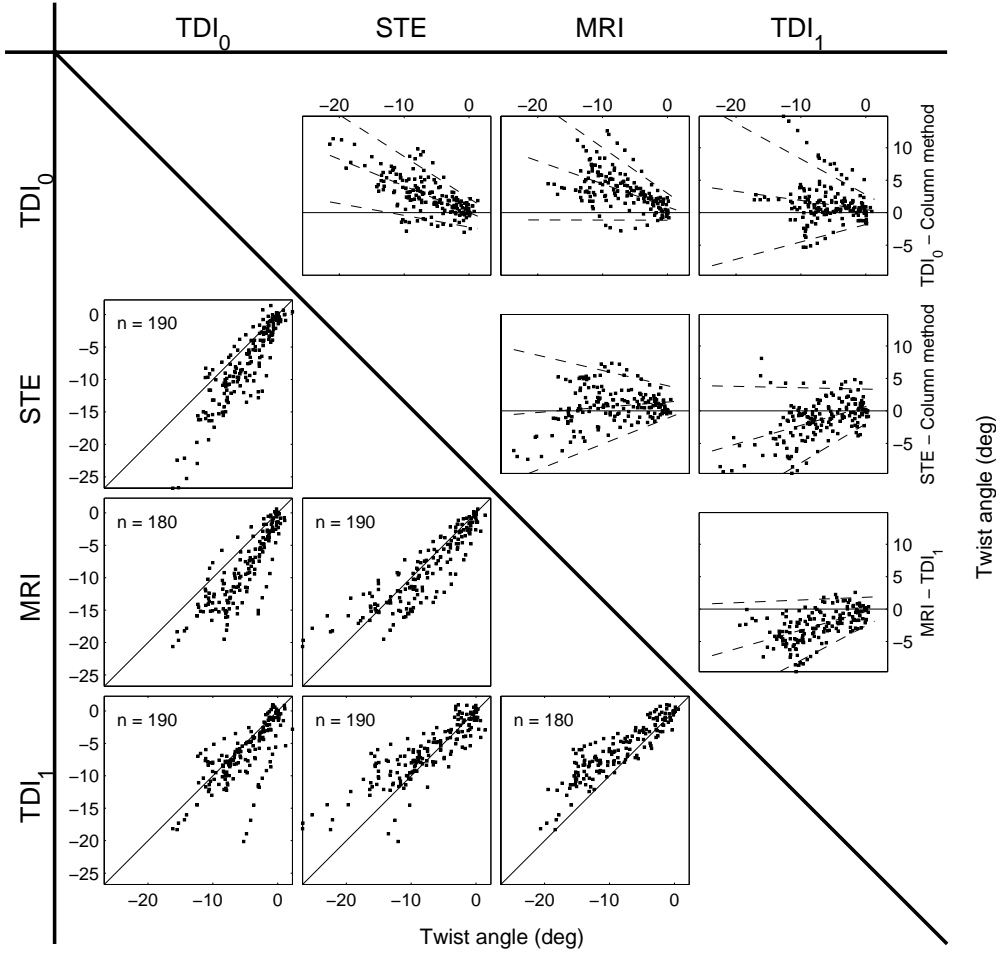 TDI0 STE MRI TDI1
−20 −10 0 −20 −10 0 −20 −10 0
TDI0
10
5
0
−5
TDI0 − Column method
STE
0
−5
−10
−15
−20
−25
n = 190
10
5
0
−5
STE − Column method
MRI
0
−5
−10
−15
−20
−25
n = 180
n = 190
10
5
0
−5
MRI − TDI1
Twist angle (deg)
TDI1
0
−5
−10
−15
−20
−25
n = 190
n = 190
n = 180
−20 −10 0 −20 −10 0 −20 −10 0
Twist angle (deg)